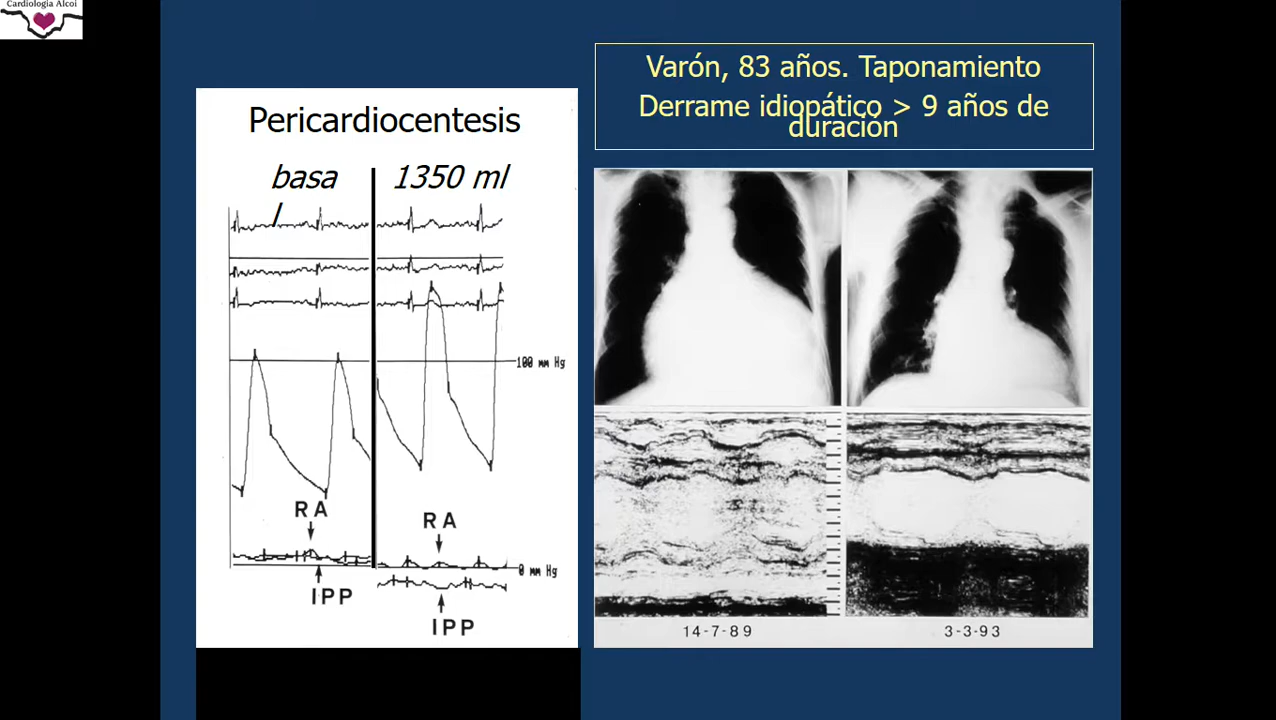 Cardiología Alcoi
Varón, 83 años. Taponamiento
Derrame idiopático > 9 años de
duración
Pericardiocentesis
basa
l
1350 ml
100 mm Hg
RA
RA
0 mm Hg
IPP
IPP
14-7-89
3-3-93